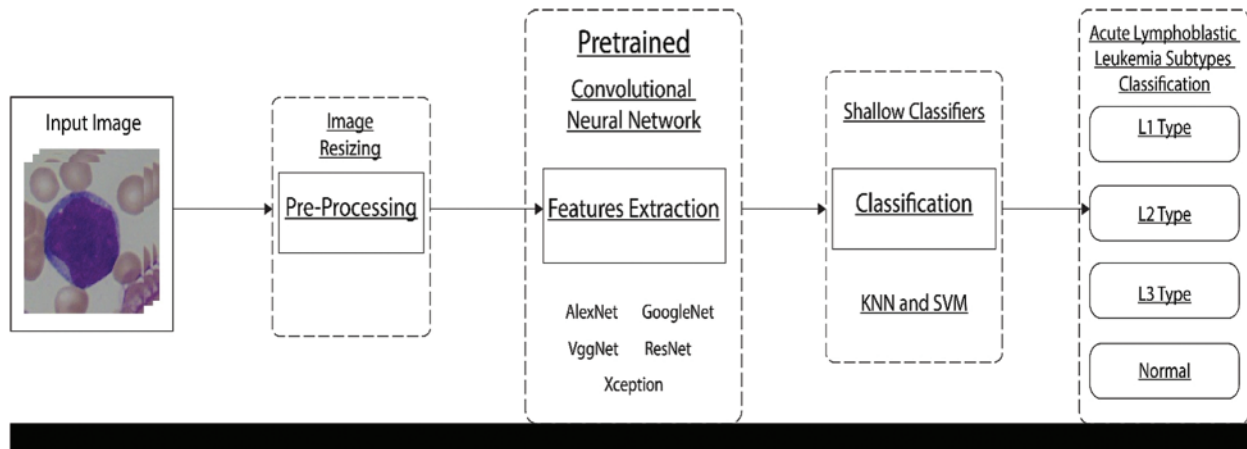 Input Image
Image
Resizing
Pre-Processing
Pretrained
Convolutional
Neural Network
Features Extraction
AlexNet GoogleNet
VggNet ResNet
Xception
Shallow Classifiers
Classification
KNN and SVM
Acute Lymphoblastic
Leukemia Subtypes
Classification
L1 Type
L2 Type
L3 Type
Normal